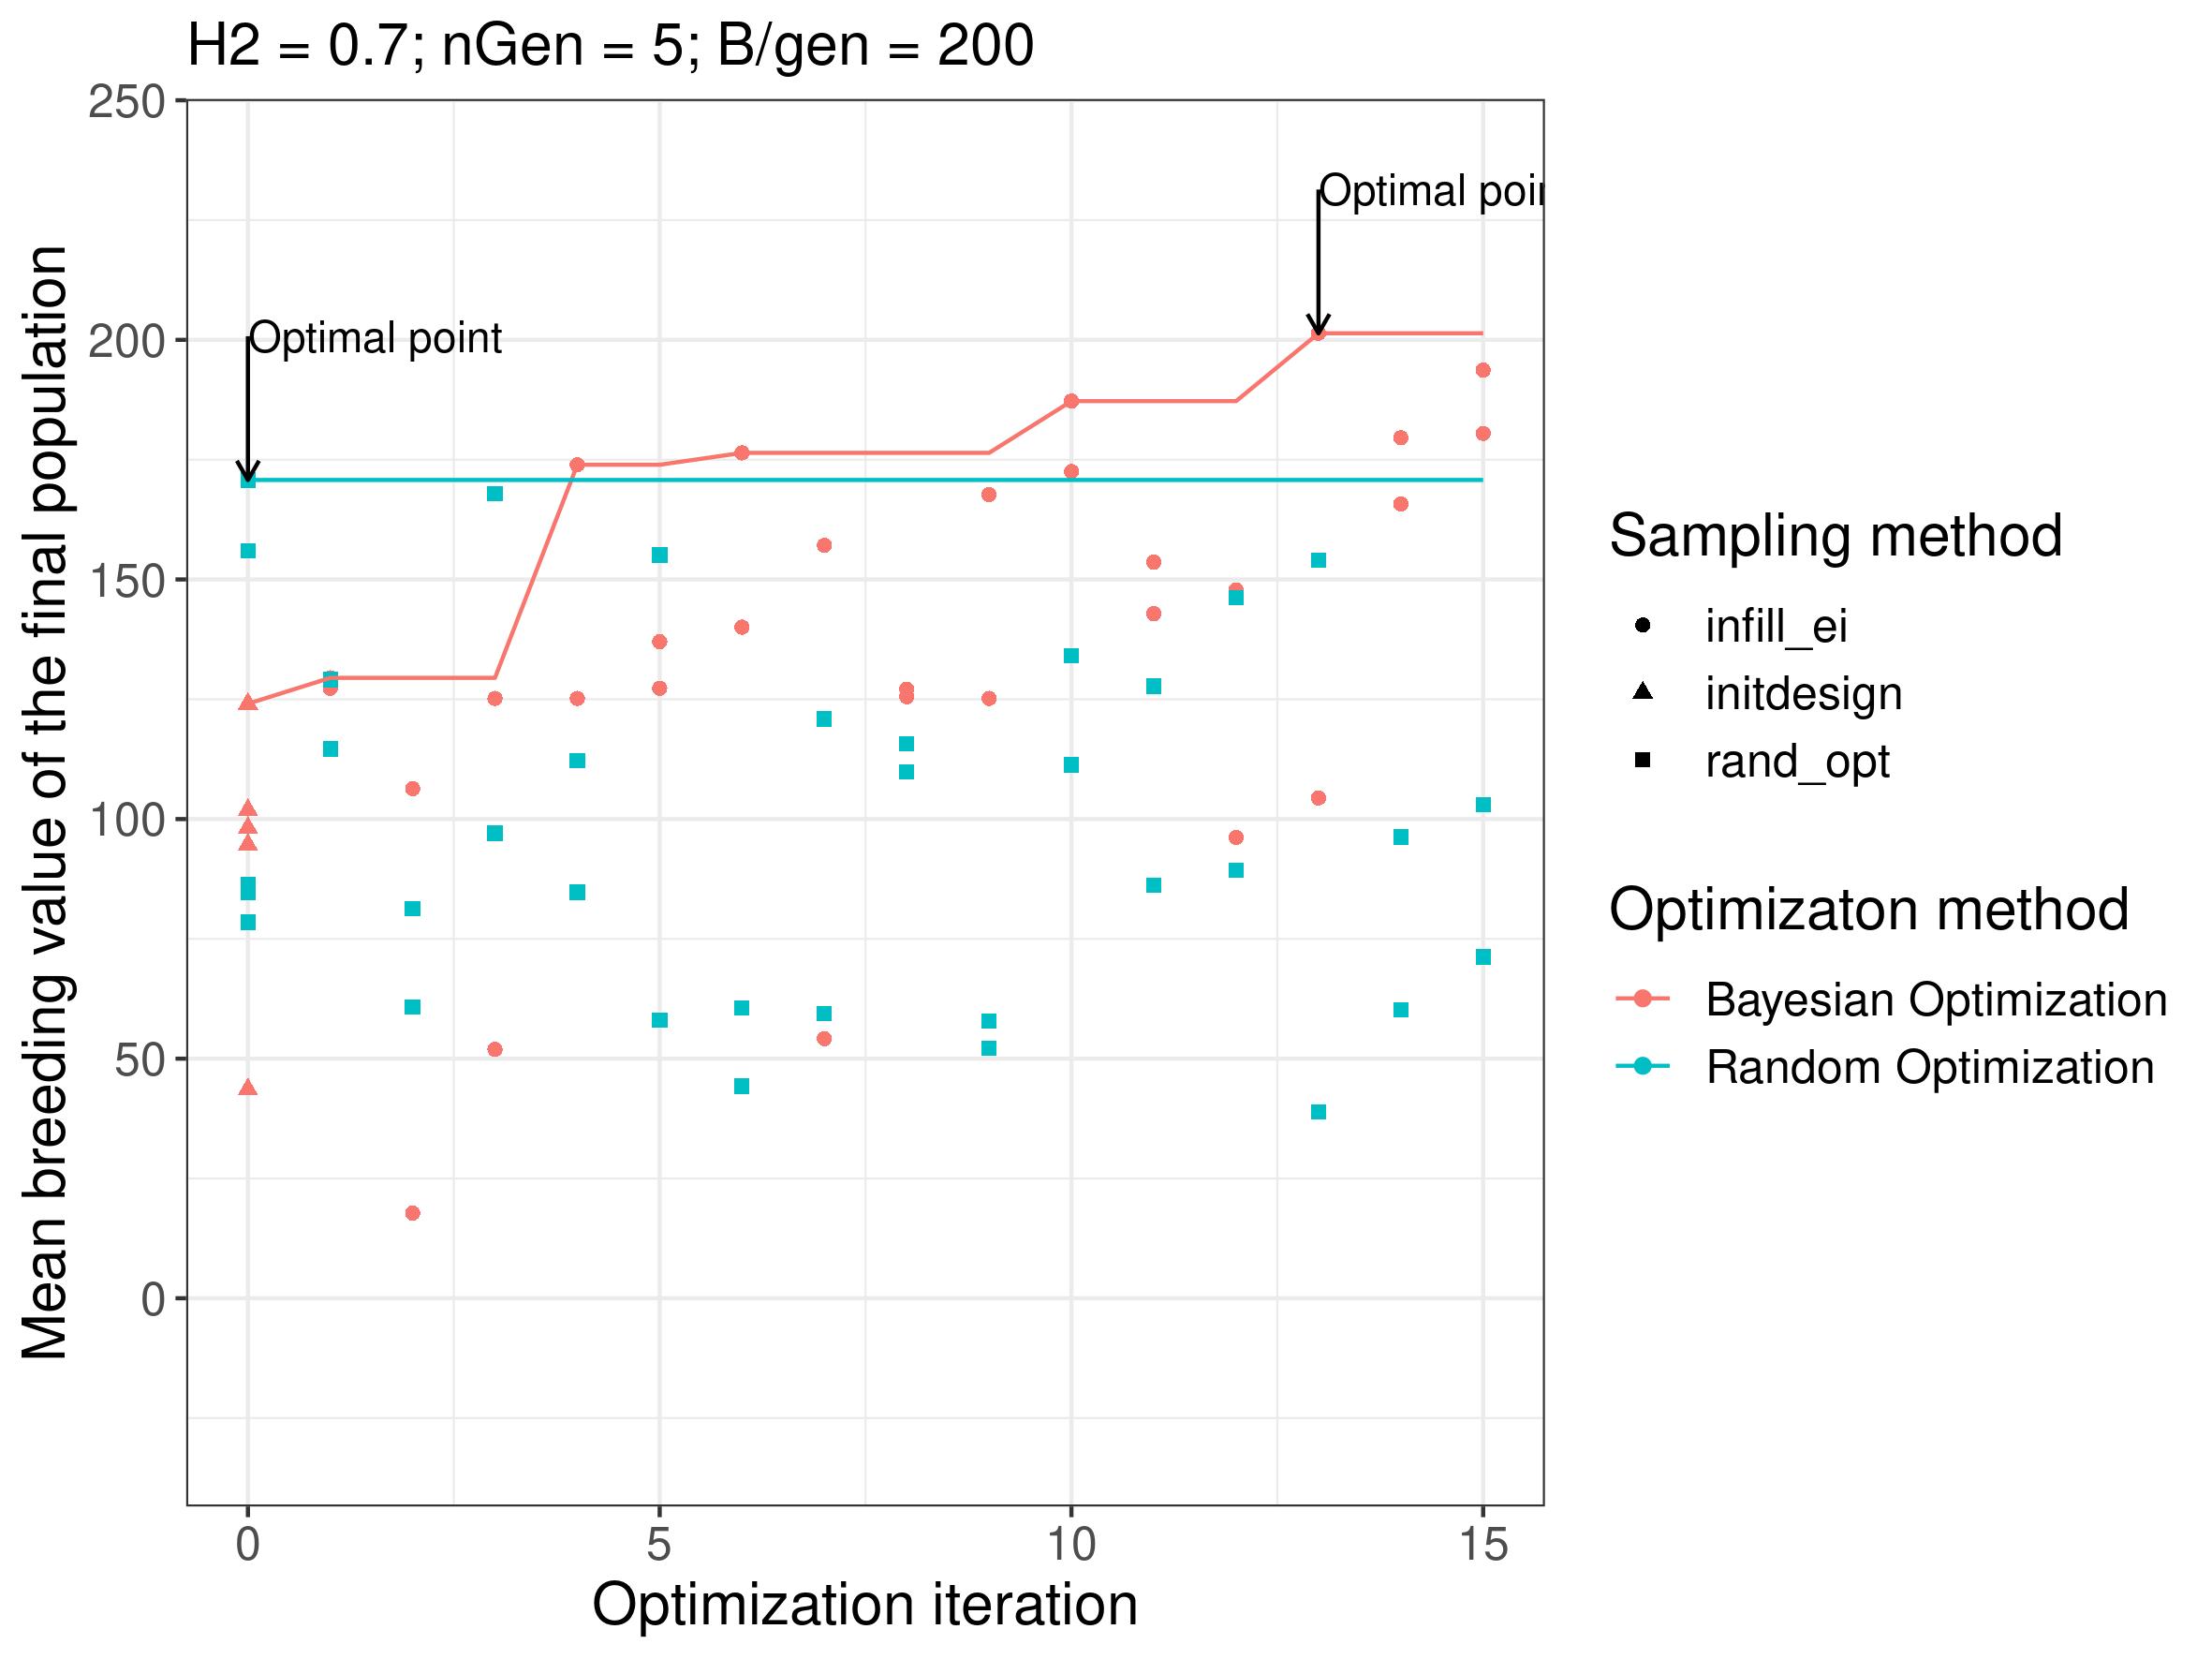 H2 = 0.7; nGen = 5; B/gen = 200
250
200
150
100
50
0
Mean breeding value of the final population
Optimal point
Optimal poi
0
5
10
15
Optimization iteration
Sampling method
infill_ei
initdesign
rand_opt
Optimizaton method
Bayesian Optimization
Random Optimization